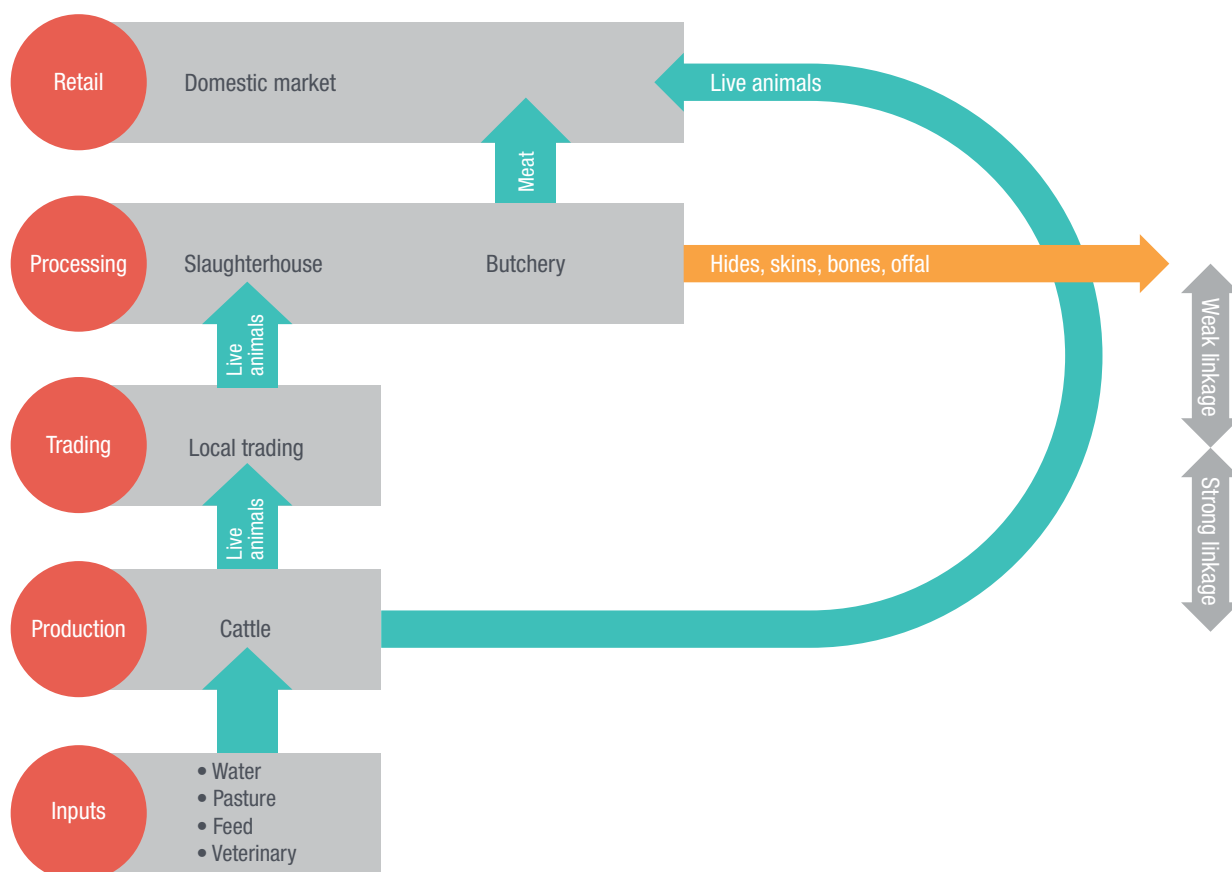 Retail
Domestic market
Live animals
Meat
Processing
Slaughterhouse
Butchery
Hides, skins, bones, offal
Live
animals
Weak linkage
Trading
Local trading
Live
animals
Strong linkage
Production
Cattle
Inputs
• Water
• Pasture
• Feed
• Veterinary